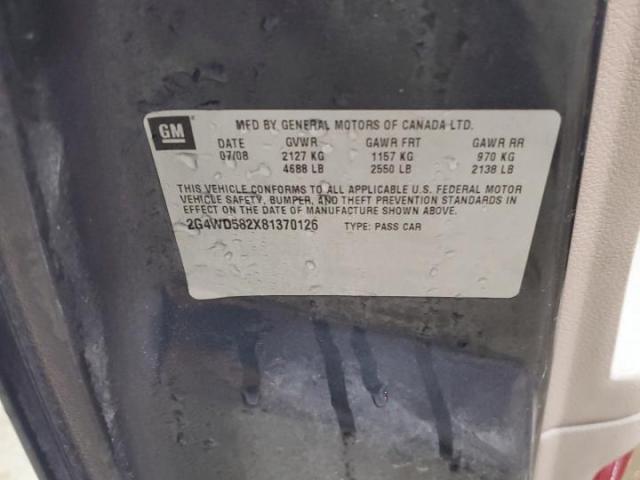 GM
MFD BY GENERAL MOTORS OF CANADA LTD.
DATE GVWR GAWR FRT GAWR RR
07/08 2127 KG 1157 KG 970 KG
4688 LB 2550 LB 2138 LB
THIS VEHICLE CONFORMS TO ALL APPLICABLE U.S. FEDERAL MOTOR
VEHICLE SAFETY, BUMPER, AND THEFT PREVENTION STANDARDS IN
EFFECT ON THE DATE OF MANUFACTURE SHOWN ABOVE.
2G4WD582X81370126 TYPE: PASS CAR